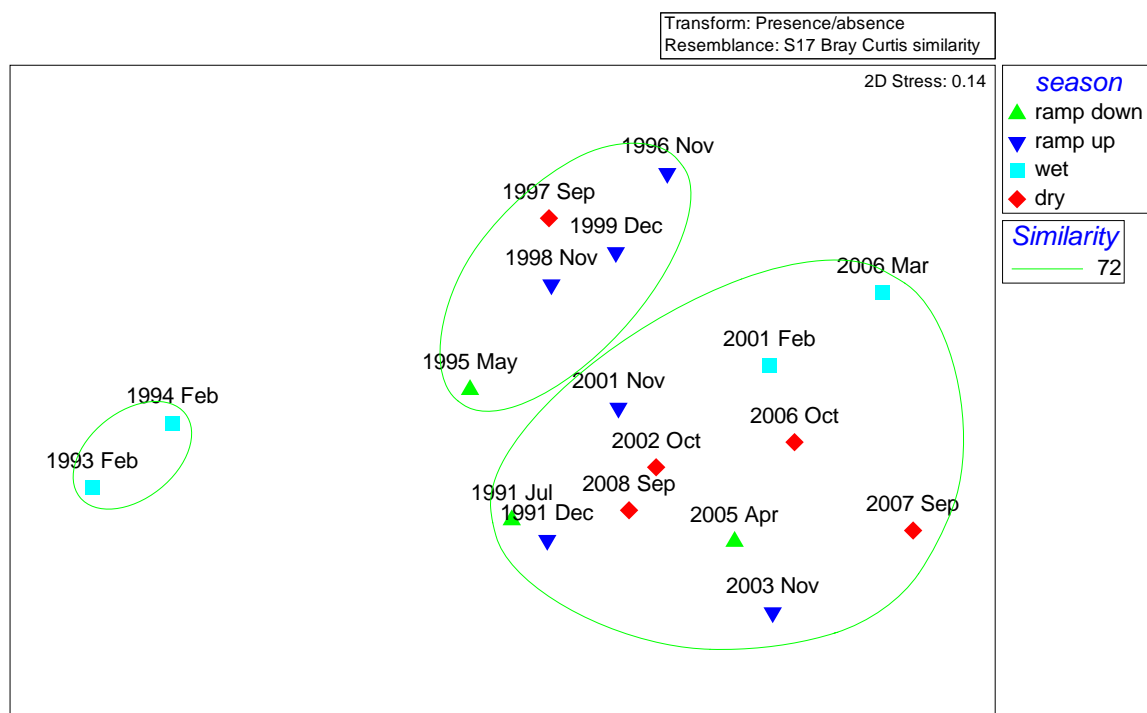 Transform: Presence/absence
Resemblance: S17 Bray Curtis similarity
2D Stress: 0.14
season
ramp down
ramp up
wet
dry
Similarity
72
1996 Nov
1997 Sep
1999 Dec
1998 Nov
2006 Mar
2001 Feb
1995 May
2001 Nov
1994 Feb
2006 Oct
2002 Oct
1993 Feb
1991 Jul
2008 Sep
1991 Dec
2005 Apr
2007 Sep
2003 Nov